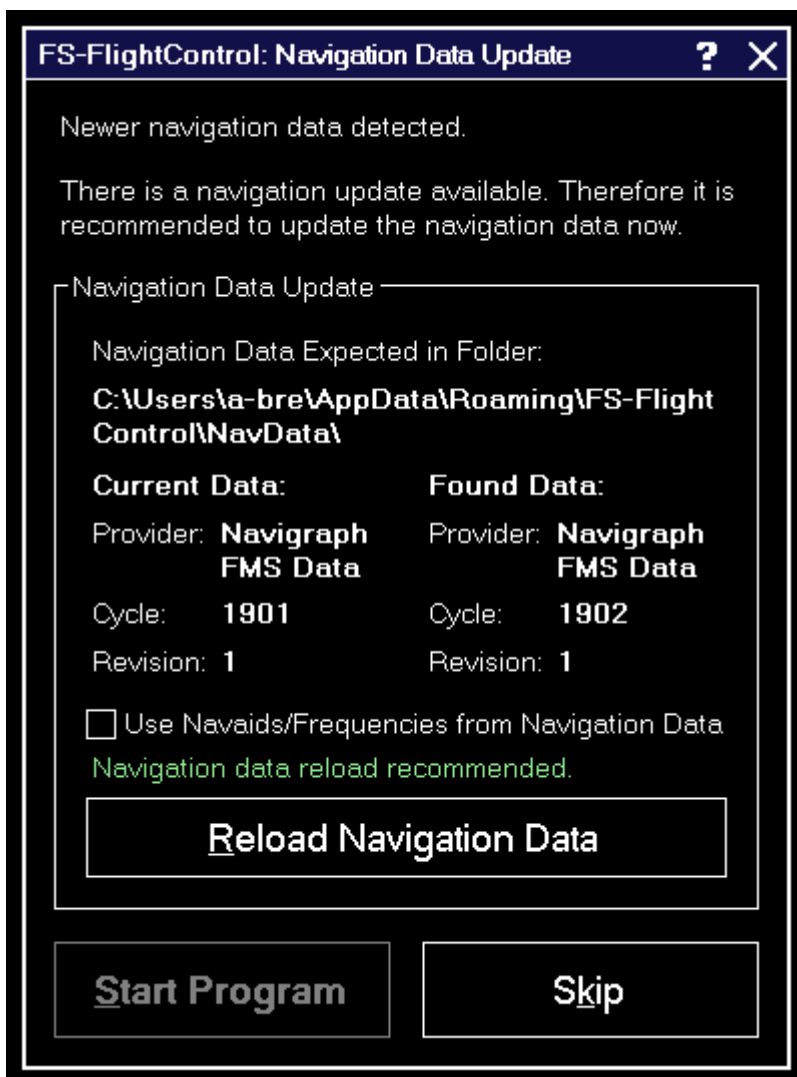 FS-FlightControl: Navigation Data Update ? X
Newer navigation data detected.
There is a navigation update available. Therefore it is
recommended to update the navigation data now.
Navigation Data Update
Navigation Data Expected in Folder:
C:\Users\a-bre\AppData\Roaming\FS-Flight
Control\NavData\
Current Data: Found Data:
Provider: Navigraph Provider: Navigraph
FMS Data FMS Data
Cycle: 1901 Cycle: 1902
Revision: 1 Revision: 1
Use Navaids/Frequencies from Navigation Data
Navigation data reload recommended.
Reload Navigation Data
Start Program Skip